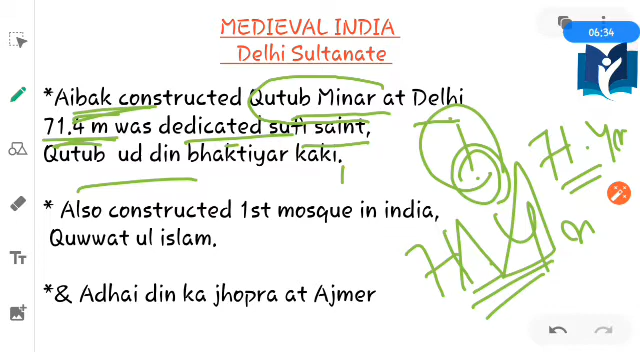 MEDIEVAL INDIA
06:34
Delhi Sultanate
*Aibak constructed Qutub Minar at Delhi
71.4 m was dedicated sufi saint,
Qutub ud din bhaktiyar kaki.
* Also constructed 1st mosque in india,
Quwwat ul islam.
*& Adhai din ka jhopra at Ajmer
Tт